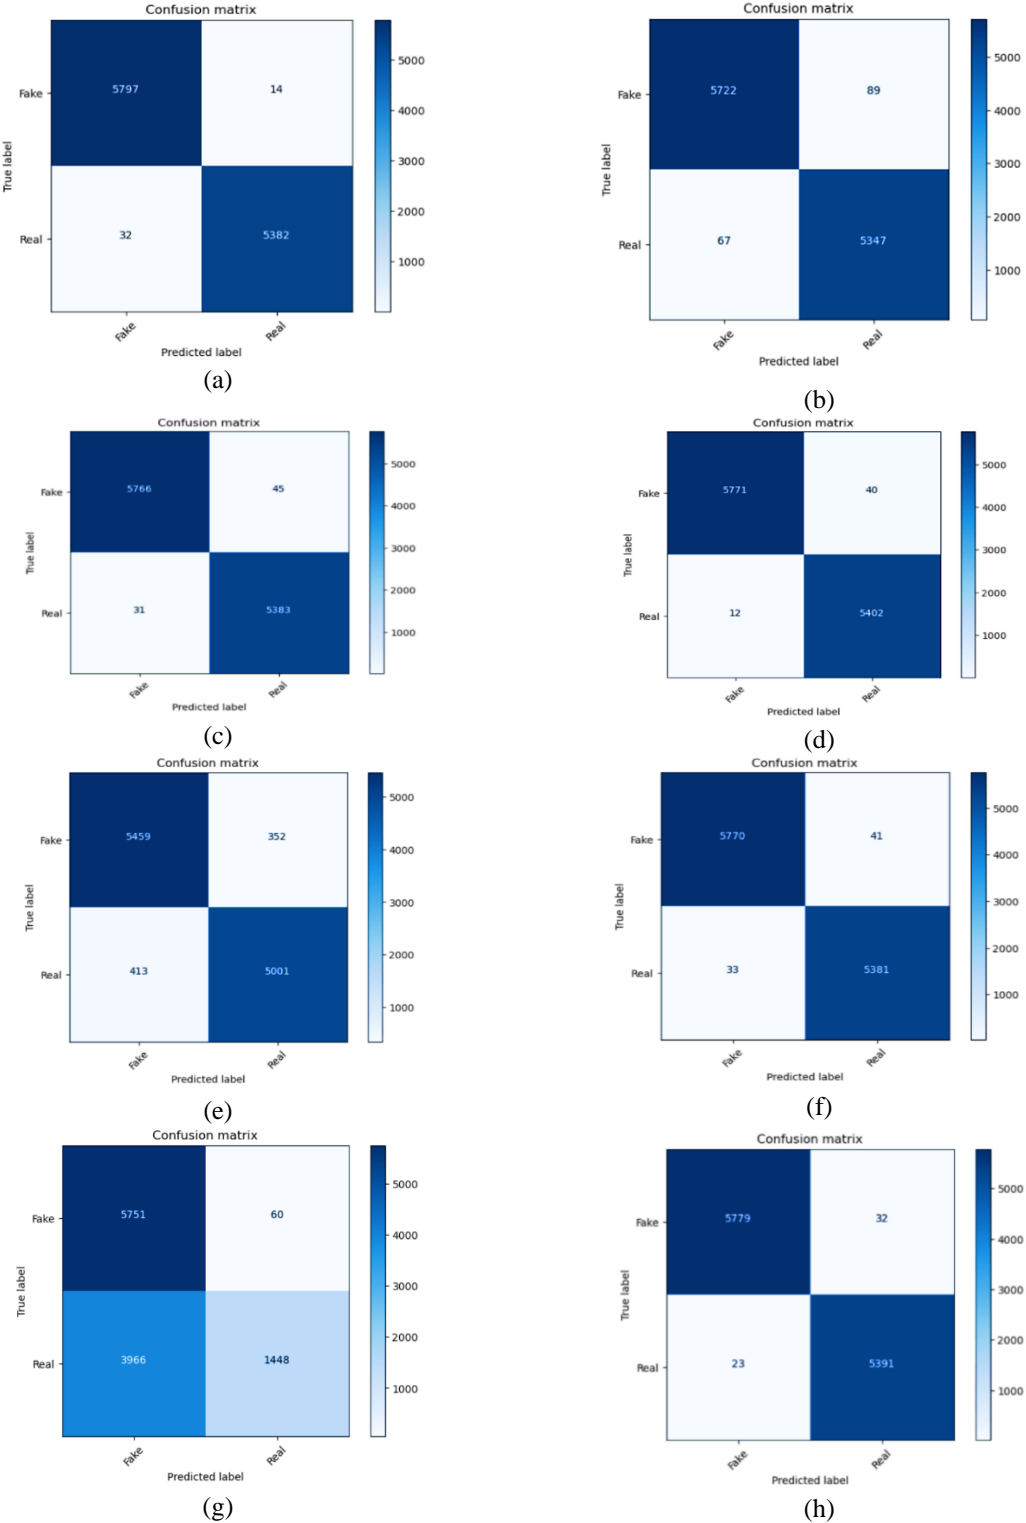 Confusion matrix
Fake
5797
14
5000
4000
3000
2000
1000
True label
Real
32
5382
Fake
Real
Predicted label
(a)
Confusion matrix
Fake
5722
89
5000
4000
3000
2000
1000
True label
Real
67
5347
Fake
Real
Predicted label
(b)
Confusion matrix
Fake
5766
45
5000
4000
3000
2000
1000
True label
Real
31
5383
Fake
Real
Predicted label
(c)
Confusion matrix
Fake
5771
40
5000
4000
3000
2000
1000
True label
Real
12
5402
Fake
Real
Predicted label
(d)
Confusion matrix
Fake
5459
352
5000
4000
3000
2000
1000
True label
Real
413
5001
Fake
Real
Predicted label
(e)
Confusion matrix
Fake
5770
41
5000
4000
3000
2000
1000
True label
Real
33
5381
Fake
Real
Predicted label
(f)
Confusion matrix
Fake
5751
60
5000
4000
3000
2000
1000
True label
Real
3966
1448
Fake
Real
Predicted label
(g)
Confusion matrix
Fake
5779
32
5000
4000
3000
2000
1000
True label
Real
23
5391
Fake
Real
Predicted label
(h)